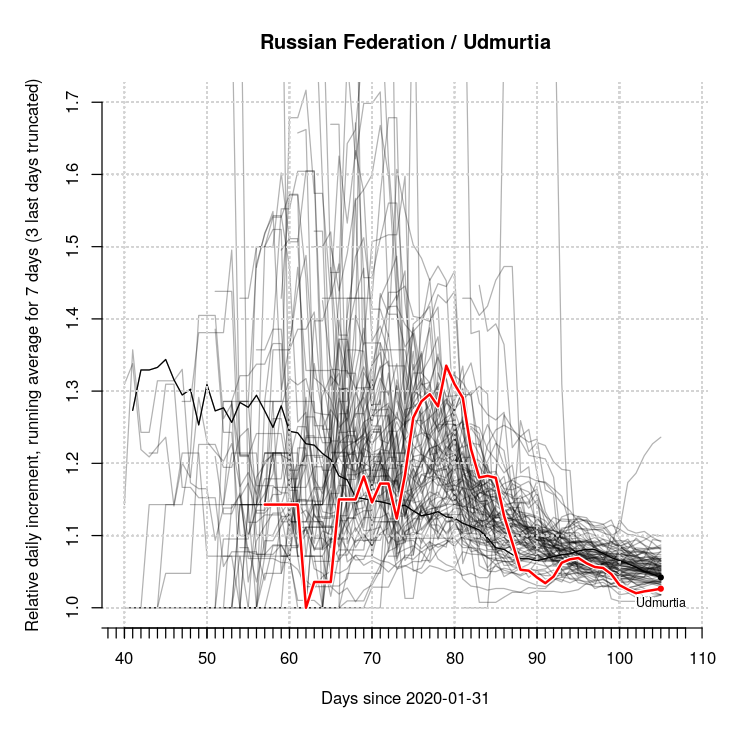 Russian Federation / Udmurtia
Relative daily increment, running average for 7 days (3 last days truncated)
1.7
1.6
1.5
1.4
1.3
1.2
1.1
1.0
Udmurtia
40 50 60 70 80 90 100 110
Days since 2020-01-31